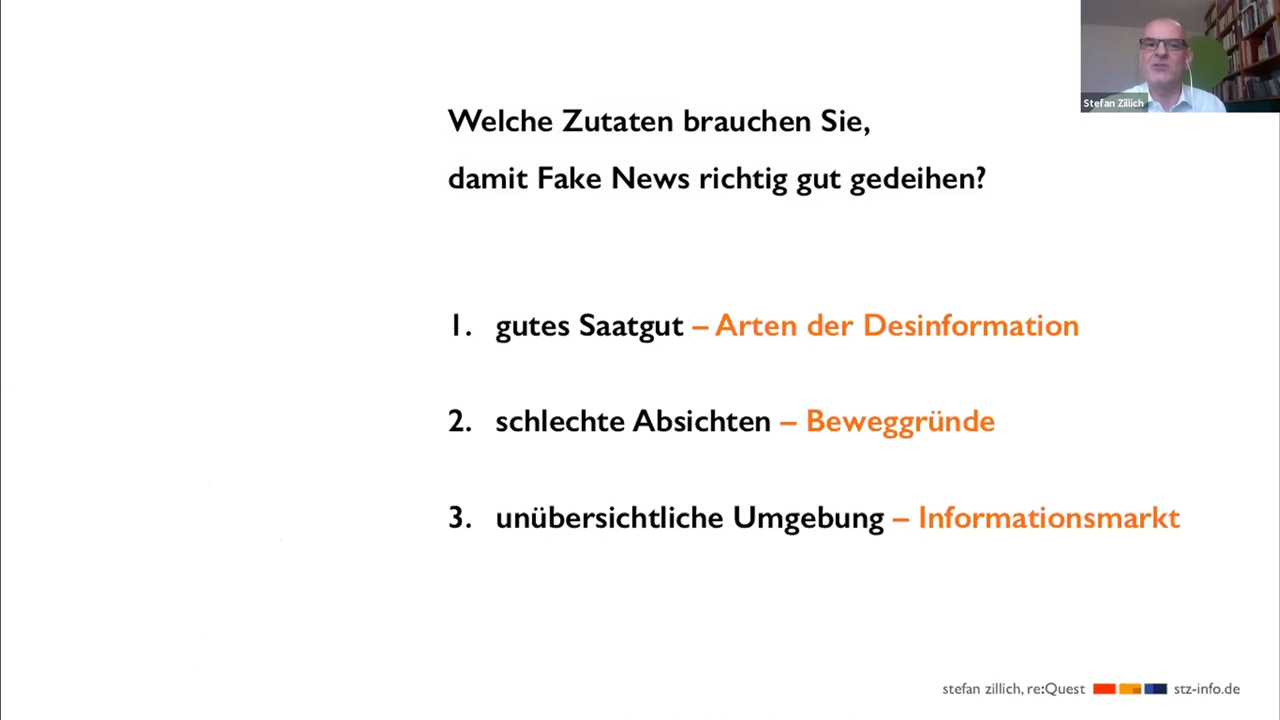 Stefan Zillich
Welche Zutaten brauchen Sie,
damit Fake News richtig gut gedeihen?
1. gutes Saatgut – Arten der Desinformation
2. schlechte Absichten – Beweggründe
3. unübersichtliche Umgebung – Informationsmarkt
stefan zillich, re:Quest stz-info.de